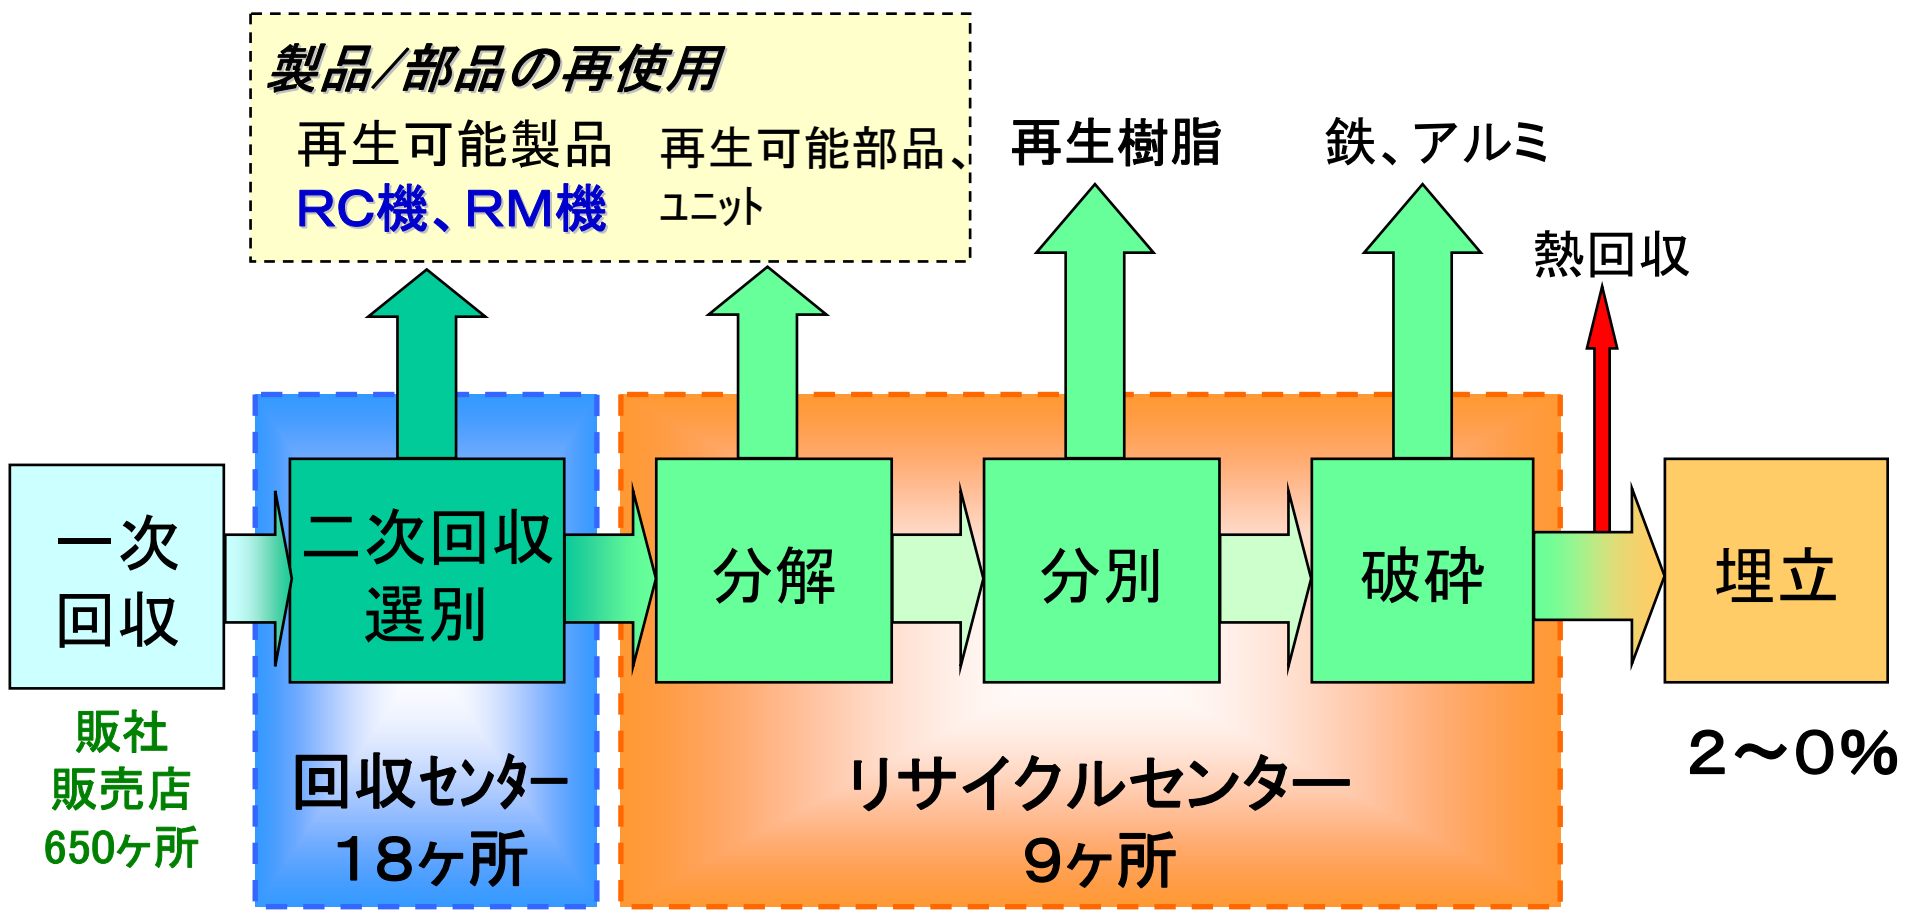 製品/部品の再使用
再生可能製品
RC機、RM機
再生可能部品、
ユニット
再生樹脂
鉄、アルミ
熱回収
一次
回収
二次回収
選別
分解
分別
破砕
埋立
販社
販売店
650ヶ所
回収センター
１８ヶ所
リサイクルセンター
９ヶ所
２～０％